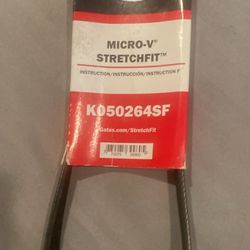 MICRO-V®
STRETCHFIT™
INSTRUCTION/INSTRUCCIÓN/INSTRUCTION
K050264SF
Gates.com/StretchFit